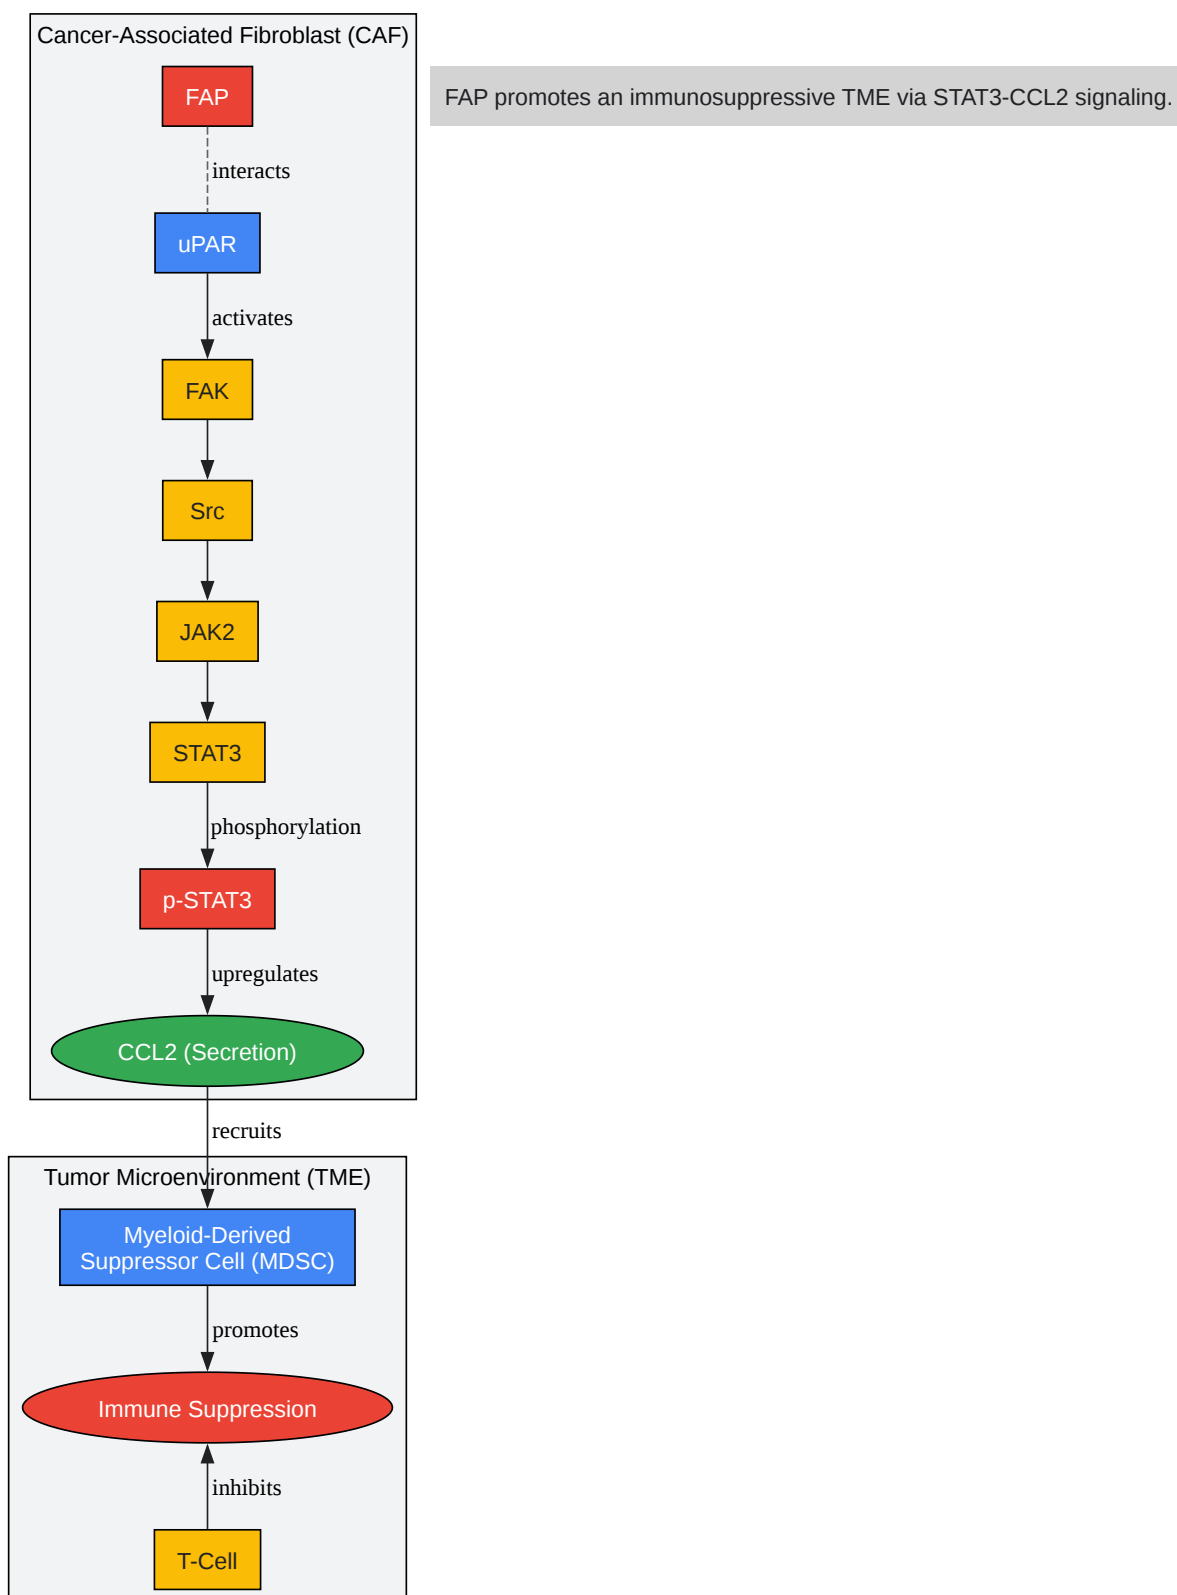 Cancer-Associated Fibroblast (CAF)
FAP
FAP promotes an immunosuppressive TME via STAT3-CCL2 signaling.
interacts
uPAR
activates
FAK
Src
JAK2
STAT3
phosphorylation
p-STAT3
upregulates
CCL2 (Secretion)
recruits
Tumor Microenvironment (TME)
Myeloid-Derived
Suppressor Cell (MDSC)
promotes
Immune Suppression
inhibits
T-Cell